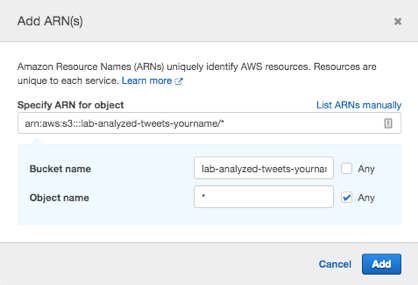 Add ARN(s)
Amazon Resource Names (ARNs) uniquely identify AWS resources. Resources are
unique to each service. Learn more
Specify ARN for object List ARNs manually
arn:aws:s3:::lab-analyzed-tweets-yourname/*
Bucket name lab-analyzed-tweets-yournar Any
Object name * Any
Cancel Add